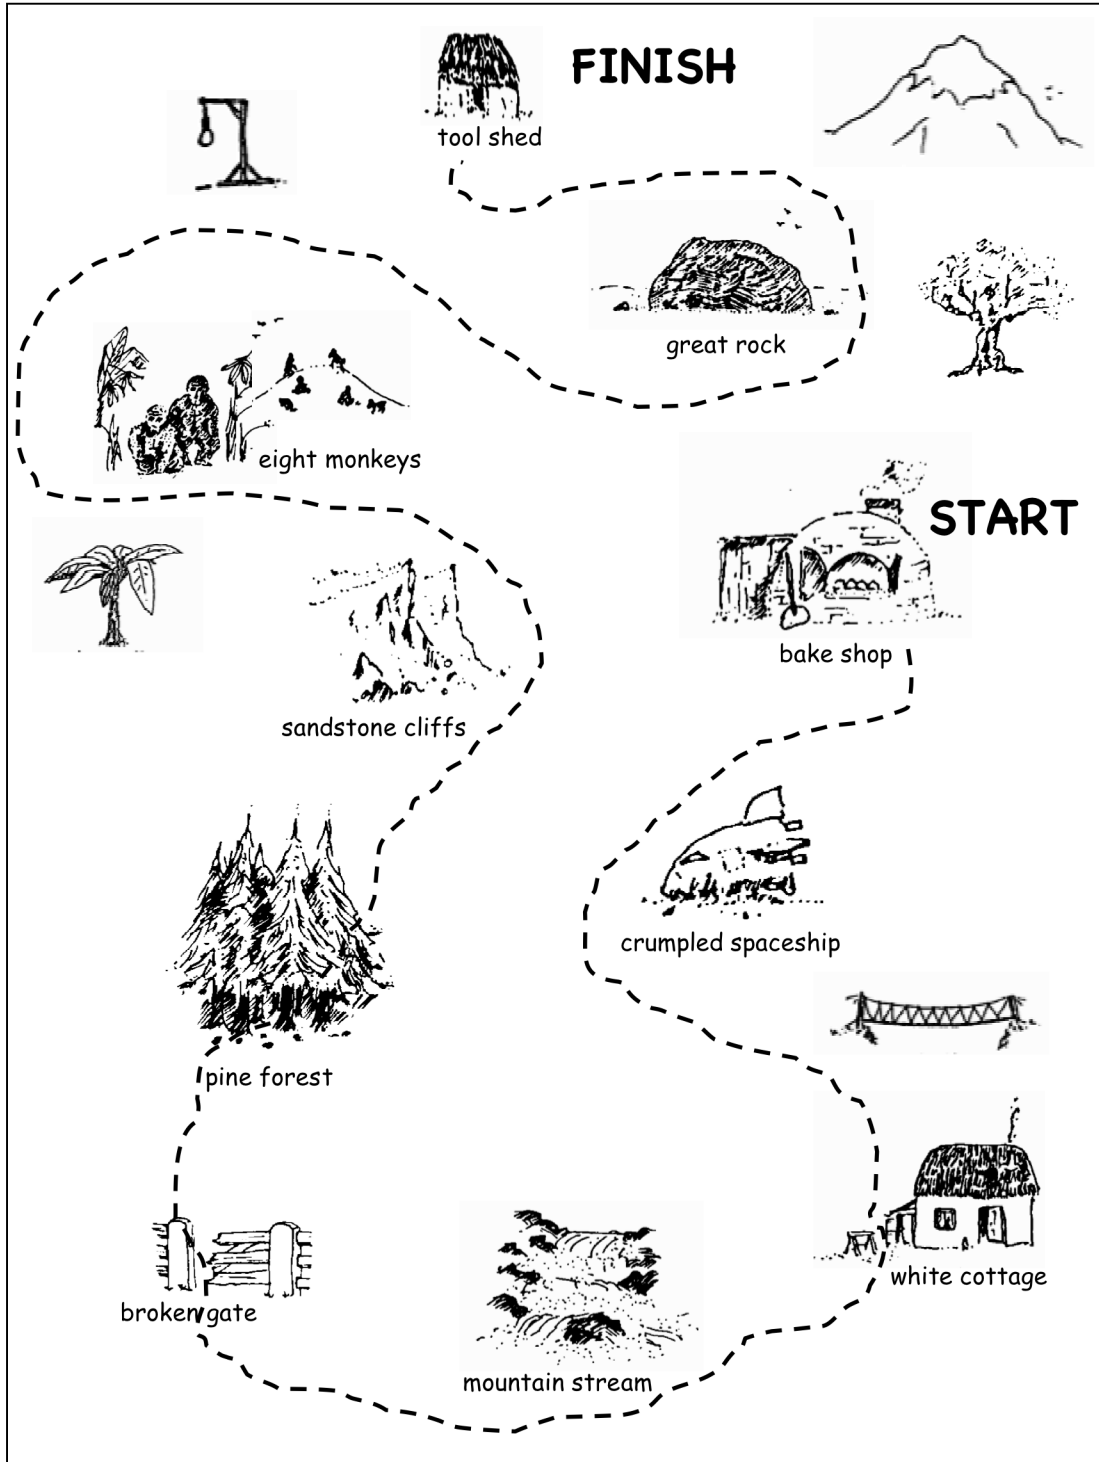 FINISH
tool shed
great rock
eight monkeys
START
bake shop
sandstone cliffs
crumpled spaceship
pine forest
white cottage
broken gate
mountain stream